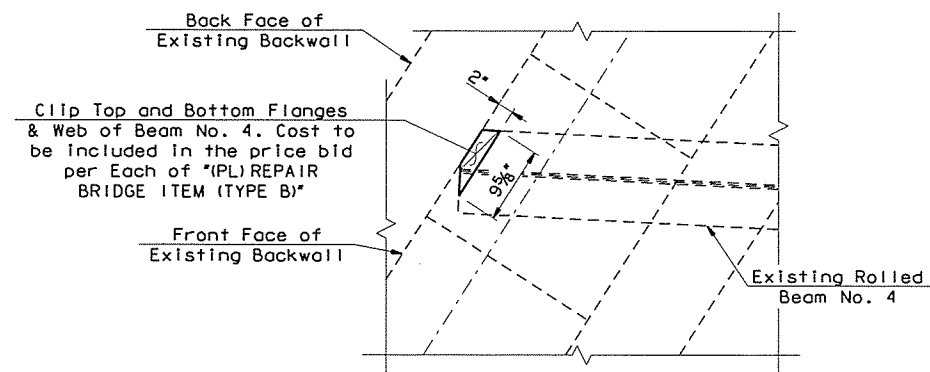 Back Face of
Existing Backwall
2"
Clip Top and Bottom Flanges
& Web of Beam No. 4. Cost to
be included in the price bid
per Each of "(PL) REPAIR
BRIDGE ITEM (TYPE B)"
9⅝"
Front Face of
Existing Backwall
Existing Rolled
Beam No. 4